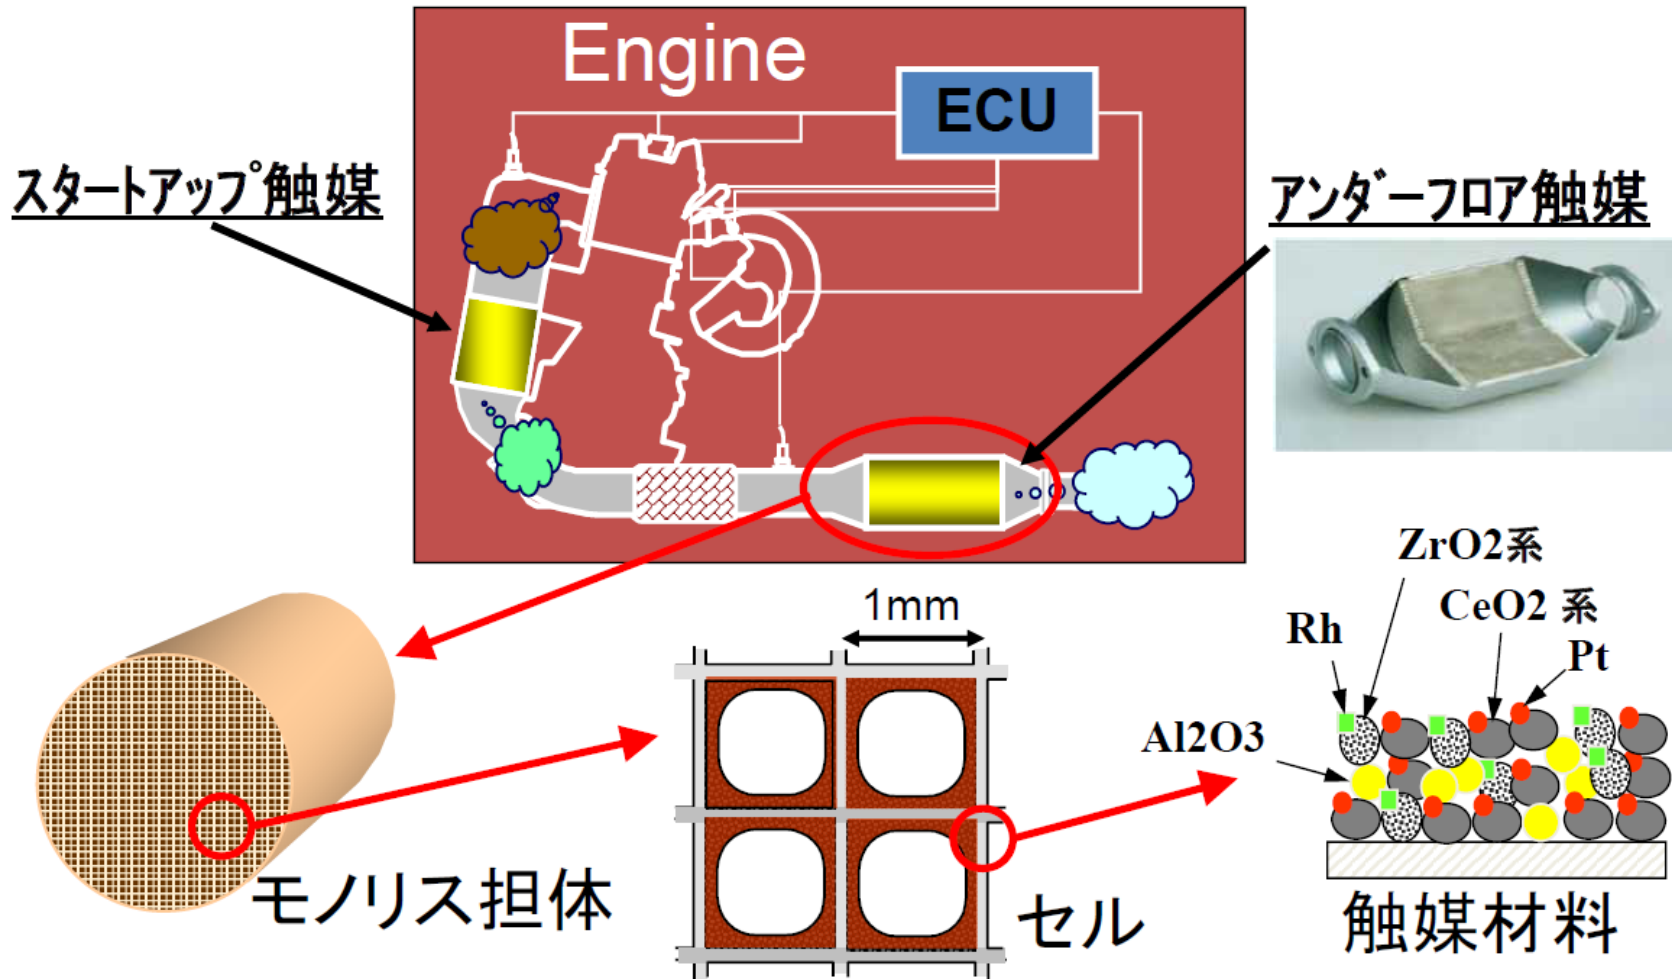 Engine
ECU
スタートアップ触媒
アンダーフロア触媒
1mm
ZrO2系
CeO2 系
Rh
Pt
Al2O3
モノリス担体
セル
触媒材料